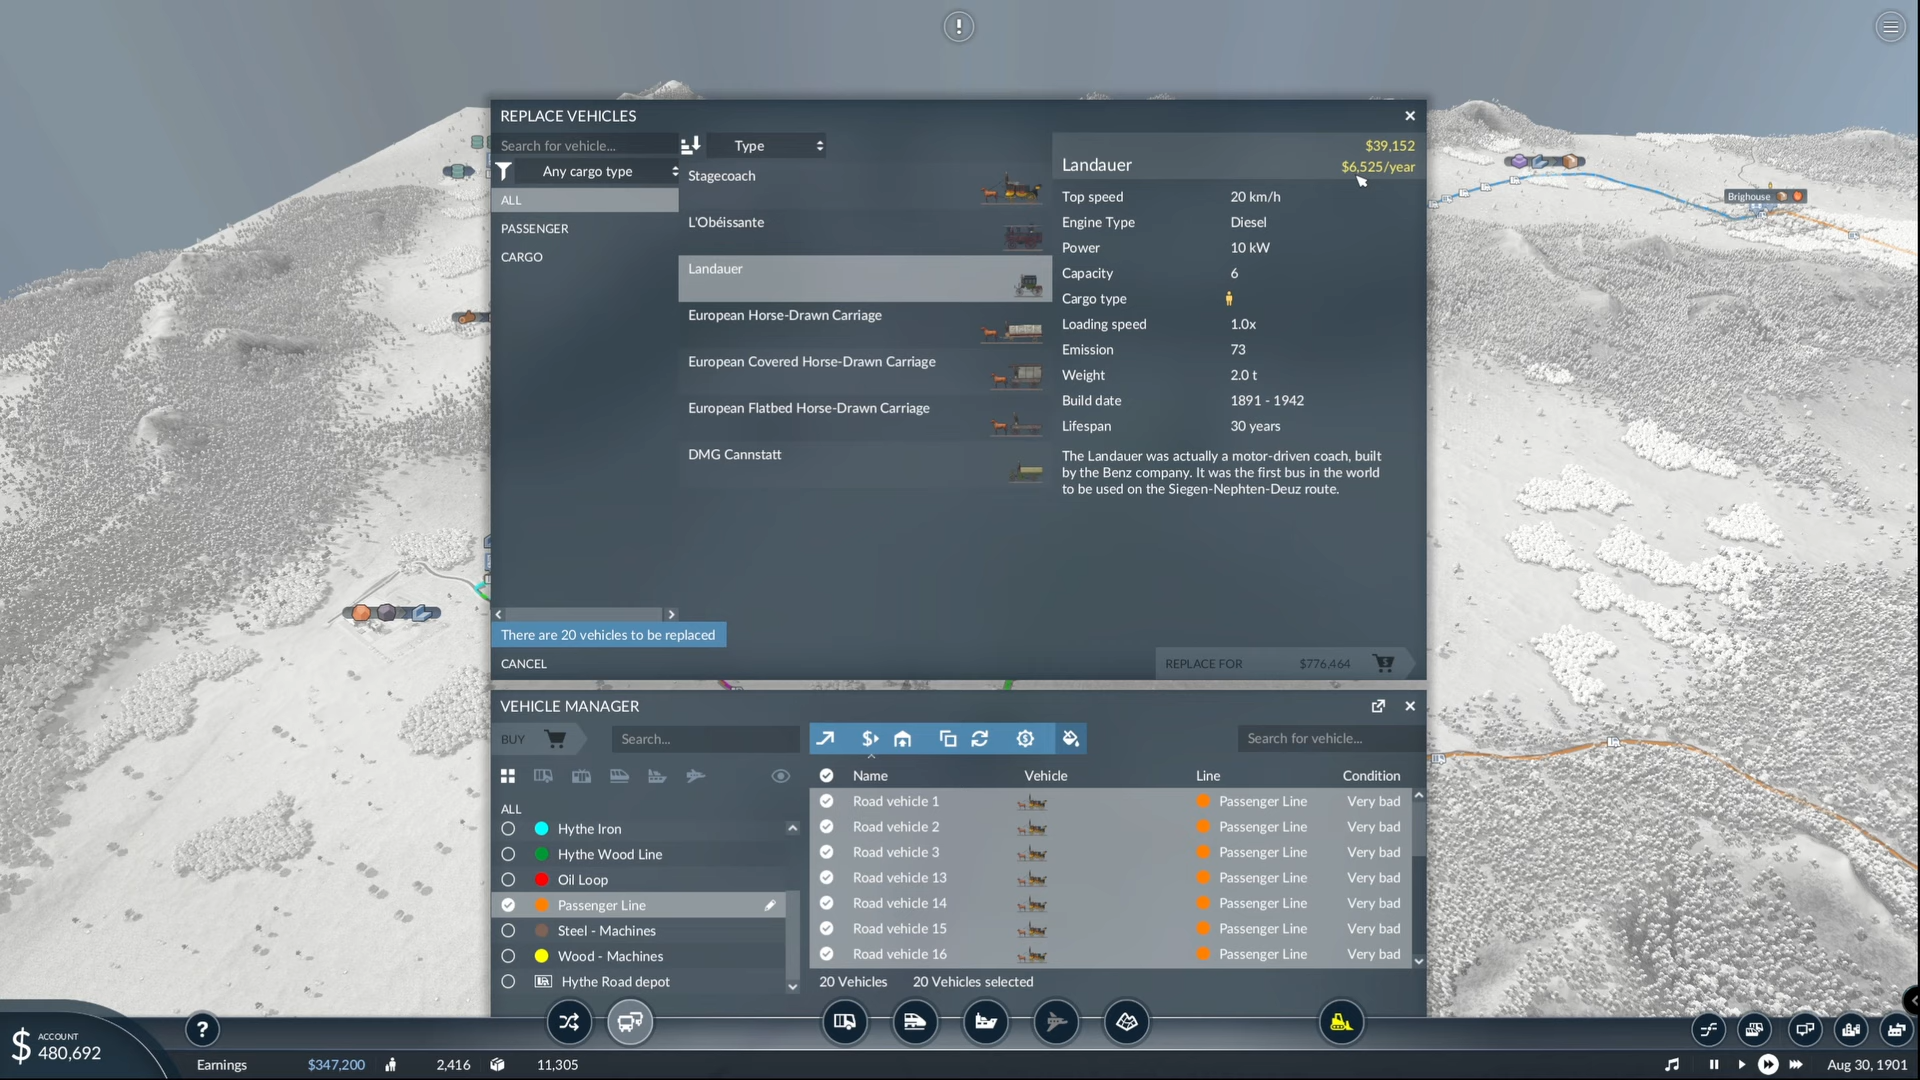 REPLACE VEHICLES
Search for vehicle...
Type
Any cargo type
ALL
PASSENGER
CARGO
Stagecoach
L'Obéissante
Landauer
European Horse-Drawn Carriage
European Covered Horse-Drawn Carriage
European Flatbed Horse-Drawn Carriage
DMG Cannstatt
$39,152
Landauer
$6,525/year
Top speed 20 km/h
Engine Type Diesel
Power 10 kW
Capacity 6
Cargo type
Loading speed 1.0x
Emission 73
Weight 2.0 t
Build date 1891 - 1942
Lifespan 30 years
The Landauer was actually a motor-driven coach, built
by the Benz company. It was the first bus in the world
to be used on the Siegen-Nephten-Deuz route.
There are 20 vehicles to be replaced
CANCEL
REPLACE FOR $776,464
Brighouse
VEHICLE MANAGER
BUY
Search...
Search for vehicle...
ALL
Hythe Iron
Hythe Wood Line
Oil Loop
Passenger Line
Steel - Machines
Wood - Machines
Hythe Road depot
Name Vehicle Line Condition
Road vehicle 1 Passenger Line Very bad
Road vehicle 2 Passenger Line Very bad
Road vehicle 3 Passenger Line Very bad
Road vehicle 13 Passenger Line Very bad
Road vehicle 14 Passenger Line Very bad
Road vehicle 15 Passenger Line Very bad
Road vehicle 16 Passenger Line Very bad
20 Vehicles 20 Vehicles selected
$ ACCOUNT
480,692
?
Earnings $347,200 2,416 11,305
Aug 30, 1901